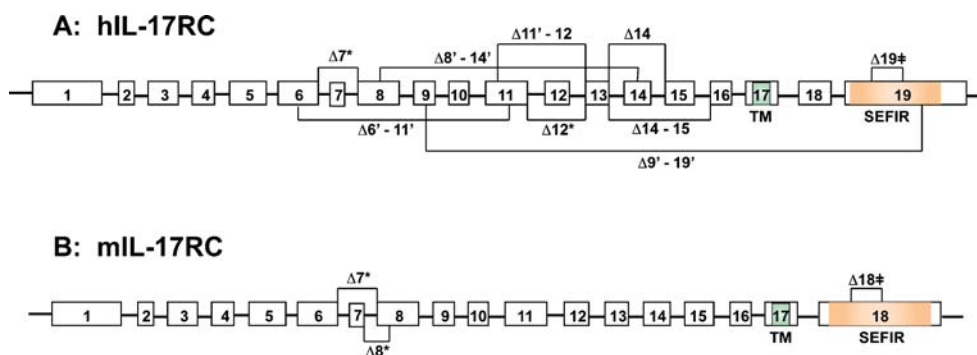 A: hIL-17RC
Δ11' - 12 Δ14
Δ7* Δ8' - 14' Δ19ǂ
1 2 3 4 5 6 7 8 9 10 11 12 13 14 15 16 17 18 19
TM SEFIR
Δ6' - 11' Δ12* Δ14 - 15
Δ9' - 19'
B: mIL-17RC
Δ7* Δ18ǂ
1 2 3 4 5 6 7 8 9 10 11 12 13 14 15 16 17 18
Δ8* TM SEFIR